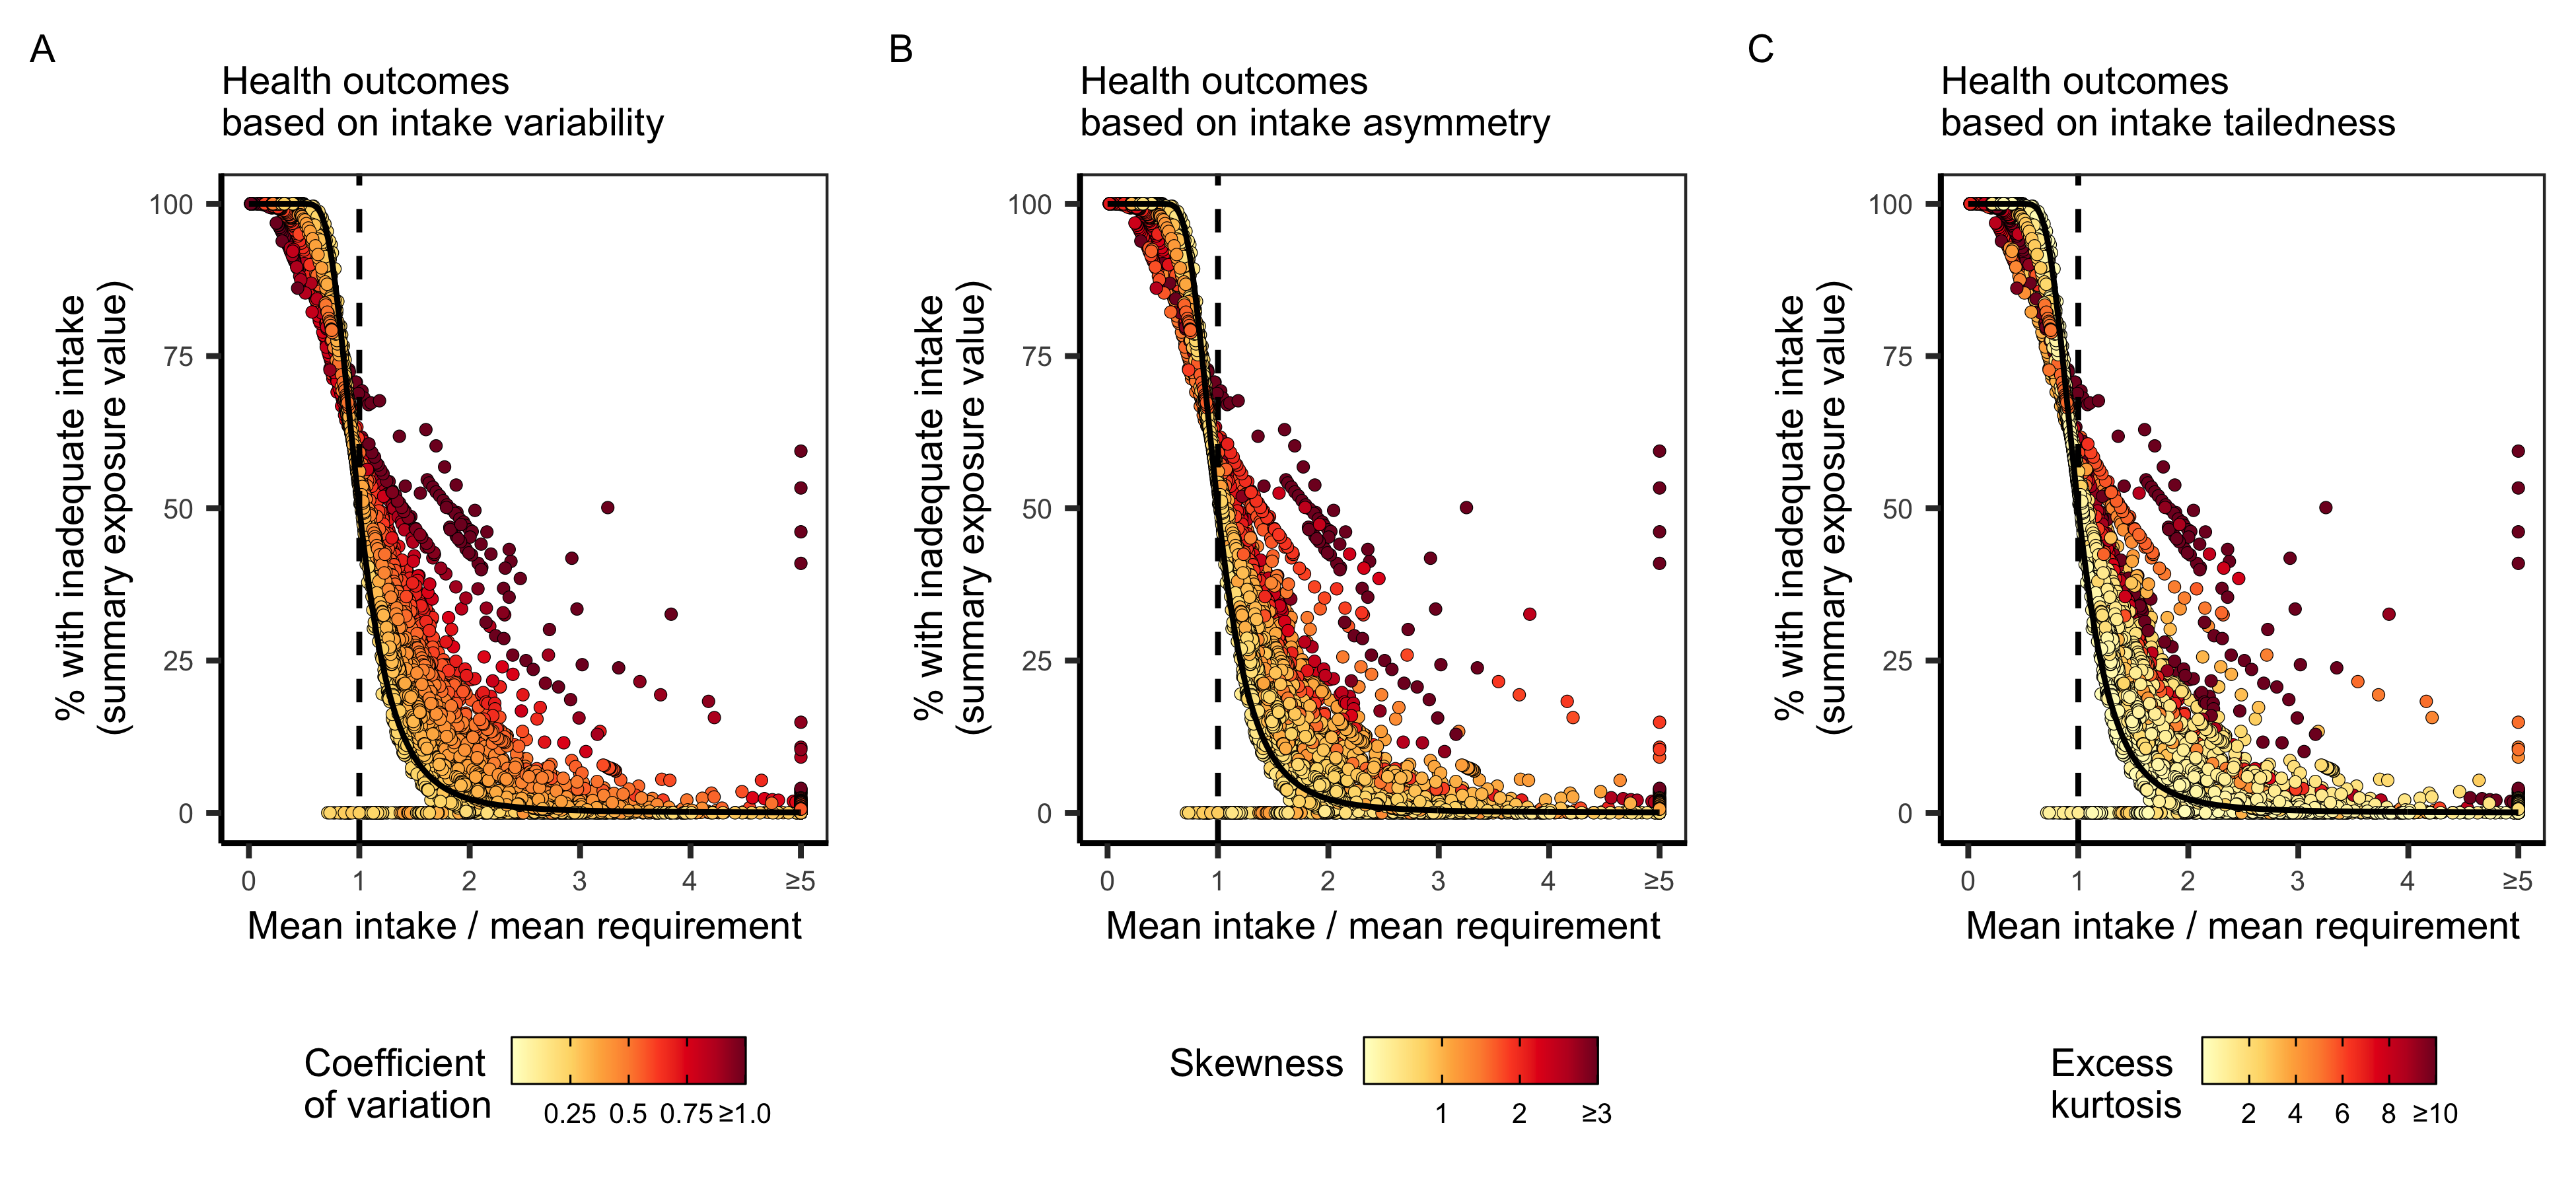 A
Health outcomes
based on intake variability
% with inadequate intake
(summary exposure value)
100
75
50
25
0
0 1 2 3 4 ≥5
Mean intake / mean requirement
Coefficient
of variation
0.25 0.5 0.75 ≥1.0
B
Health outcomes
based on intake asymmetry
% with inadequate intake
(summary exposure value)
100
75
50
25
0
0 1 2 3 4 ≥5
Mean intake / mean requirement
Skewness
1 2 ≥3
C
Health outcomes
based on intake tailedness
% with inadequate intake
(summary exposure value)
100
75
50
25
0
0 1 2 3 4 ≥5
Mean intake / mean requirement
Excess
kurtosis
2 4 6 8 ≥10